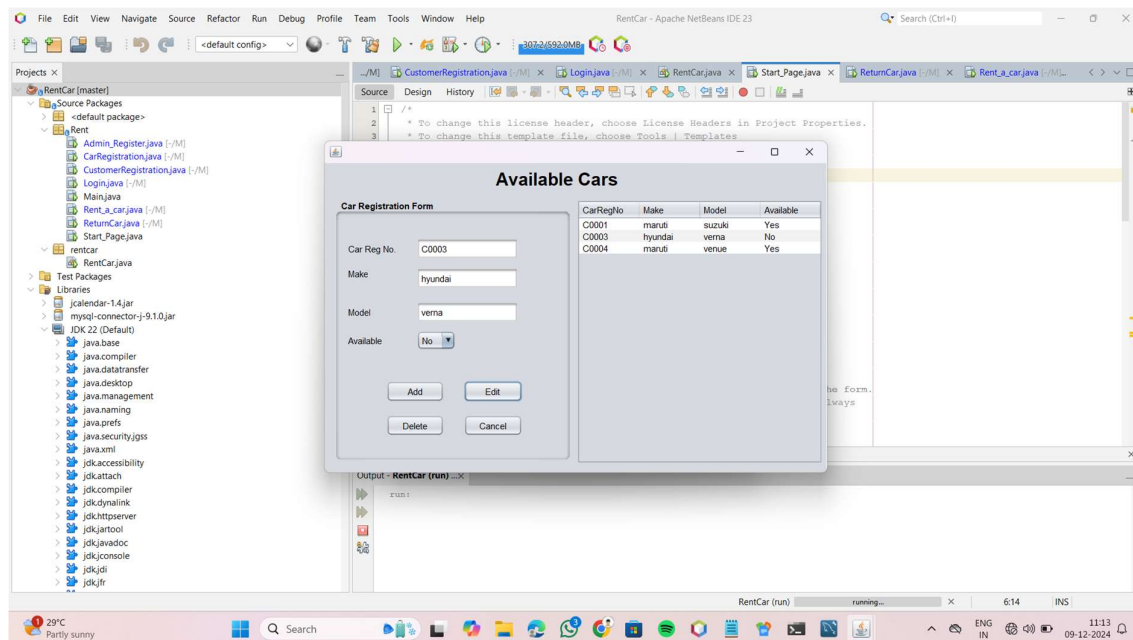 File Edit View Navigate Source Refactor Run Debug Profile Team Tools Window Help
RentCar - Apache NetBeans IDE 23
Search (Ctrl+I)
<default config>
307.2/592.0MB
Projects
RentCar [master]
Source Packages
<default package>
Rent
Admin_Register.java [-/M]
CarRegistration.java [-/M]
CustomerRegistration.java [-/M]
Login.java [-/M]
Main.java
Rent_a_car.java [-/M]
ReturnCar.java [-/M]
Start_Page.java
rentcar
RentCar.java
Test Packages
Libraries
jcalendar-1.4.jar
mysql-connector-j-9.1.0.jar
JDK 22 (Default)
java.base
java.compiler
java.datatransfer
java.desktop
java.management
java.naming
java.prefs
java.security.jgss
java.xml
jdk.accessibility
jdk.attach
jdk.compiler
jdk.dynalink
jdk.httpserver
jdk.jartool
jdk.javadoc
jdk.jconsole
jdk.jdi
jdk.jfr
.../M] CustomerRegistration.java [-/M] Login.java [-/M] RentCar.java Start_Page.java ReturnCar.java [-/M] Rent_a_car.java [-/M]...
Source Design History
1 /*
2 * To change this license header, choose License Headers in Project Properties.
3 * To change this template file, choose Tools | Templates
he form.
lways
Available Cars
Car Registration Form
Car Reg No. C0003
Make hyundai
Model verna
Available No
Add Edit
Delete Cancel
CarRegNo Make Model Available
C0001 maruti suzuki Yes
C0003 hyundai verna No
C0004 maruti venue Yes
Output - RentCar (run) ...
run:
RentCar (run) running... 6:14 INS
1
29°C
Partly sunny
Search
3
ENG
IN
11:13
09-12-2024